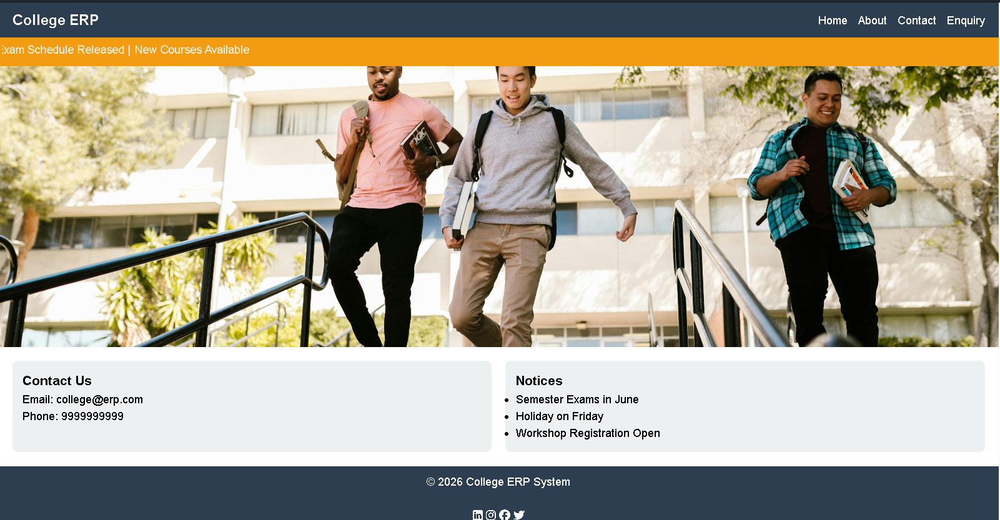 College ERP
Home About Contact Enquiry
Exam Schedule Released | New Courses Available
Contact Us
Email: college@erp.com
Phone: 9999999999
Notices
• Semester Exams in June
• Holiday on Friday
• Workshop Registration Open
© 2026 College ERP System